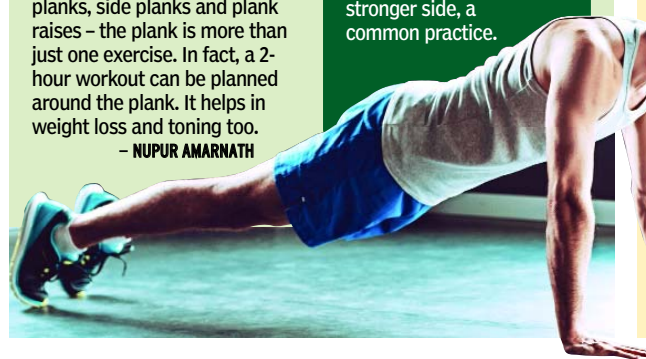 planks, side planks and plank
raises – the plank is more than
just one exercise. In fact, a 2-
hour workout can be planned
around the plank. It helps in
weight loss and toning too.
– NUPUR AMARNATH
stronger side, a
common practice.